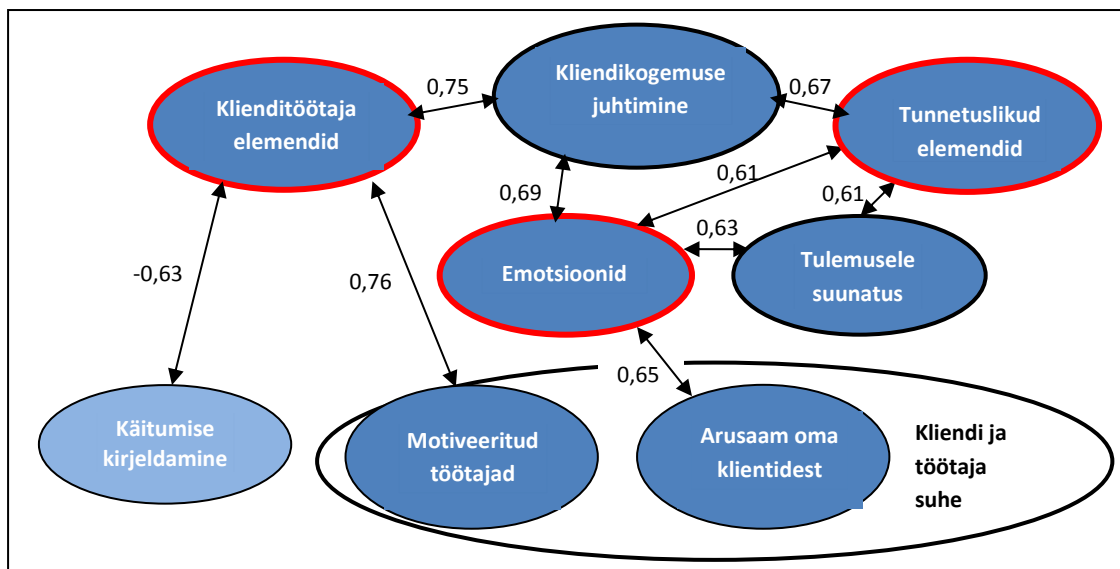 Kliendikogemuse
juhtimine
Klienditöötaja
elemendid
Tunnetuslikud
elemendid
0,75
0,67
0,69
0,61
0,61
0,63
Emotsioonid
Tulemusele
suunatus
-0,63
0,76
0,65
Käitumise
kirjeldamine
Motiveeritud
töötajad
Arusaam oma
klientidest
Kliendi ja
töötaja
suhe